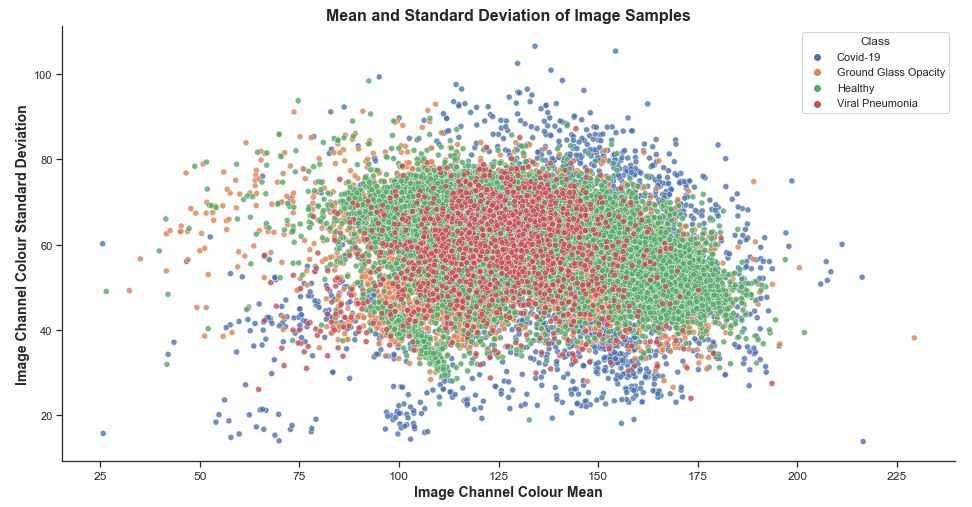 Mean and Standard Deviation of Image Samples
Class
Covid-19
Ground Glass Opacity
Healthy
Viral Pneumonia
Image Channel Colour Standard Deviation
100
80
60
40
20
25
50
75
100
125
150
175
200
225
Image Channel Colour Mean